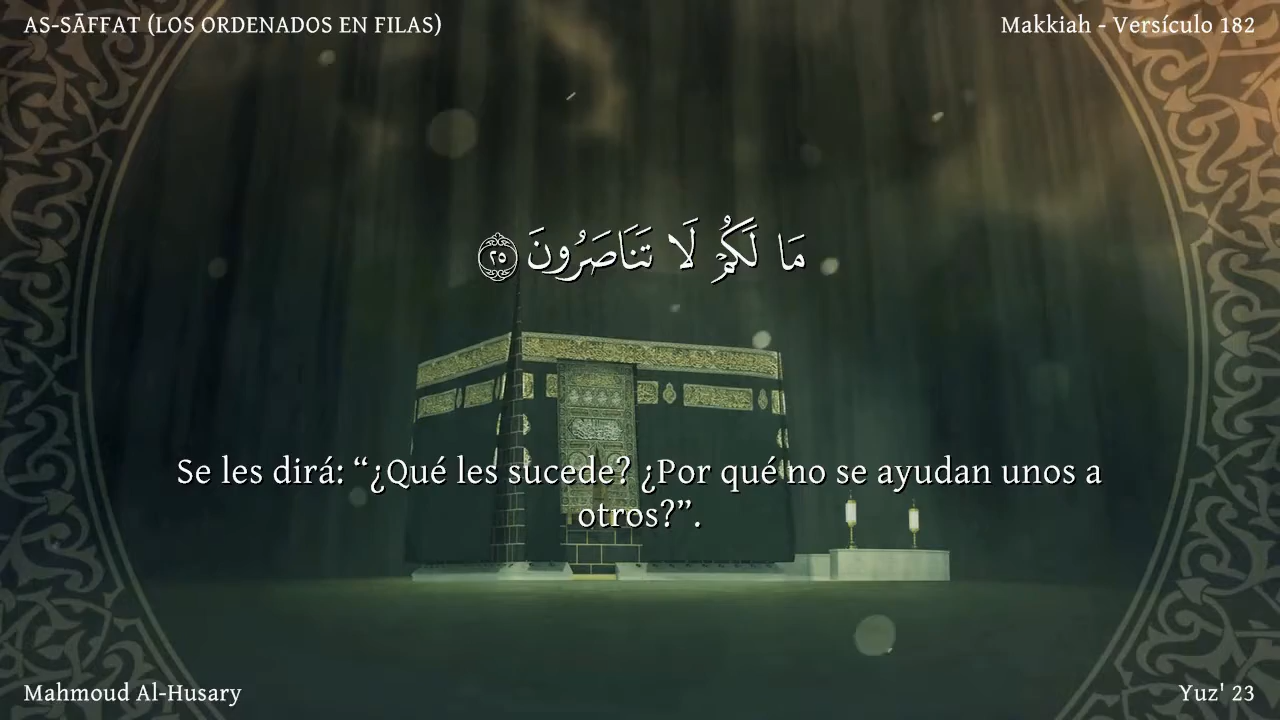 AS-SĀFFAT (LOS ORDENADOS EN FILAS)
Makkiah - Versículo 182
مَا لَكُمْ لَا تَنَاصَرُونَ ٢٥
Se les dirá: “¿Qué les sucede? ¿Por qué no se ayudan unos a
otros?”.
Mahmoud Al-Husary
Yuz' 23